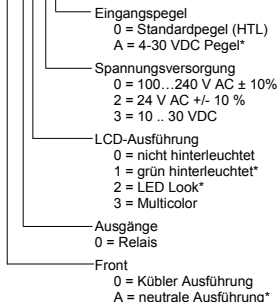 Eingangspegel
0 = Standardpegel (HTL)
A = 4-30 VDC Pegel*
Spannungsversorgung
0 = 100...240 V AC ± 10%
2 = 24 V AC +/- 10 %
3 = 10 .. 30 VDC
LCD-Ausführung
0 = nicht hinterleuchtet
1 = grün hinterleuchtet*
2 = LED Look*
3 = Multicolor
Ausgänge
0 = Relais
Front
0 = Kübler Ausführung
A = neutrale Ausführung*